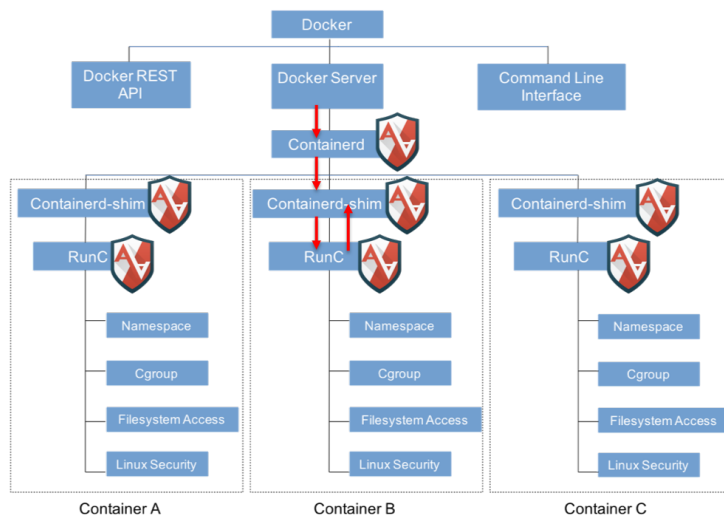 Docker
Docker REST
API
Docker Server
Command Line
Interface
Containerd
Containerd-shim
Containerd-shim
Containerd-shim
RunC
RunC
RunC
Namespace
Namespace
Namespace
Cgroup
Cgroup
Cgroup
Filesystem Access
Filesystem Access
Filesystem Access
Linux Security
Linux Security
Linux Security
Container A
Container B
Container C